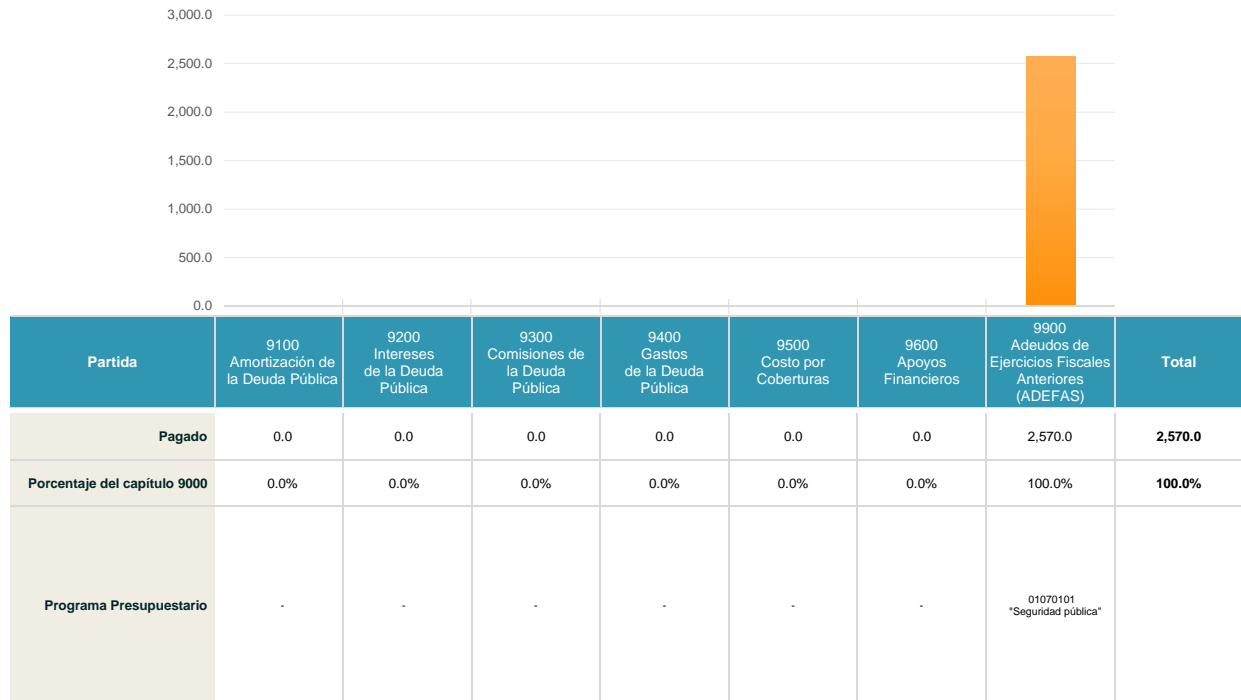 3,000.0
2,500.0
2,000.0
1,500.0
1,000.0
500.0
0.0
Partida
9100
Amortización de
la Deuda Pública
9200
Intereses
de la Deuda
Pública
9300
Comisiones de
la Deuda
Pública
9400
Gastos
de la Deuda
Pública
9500
Costo por
Coberturas
9600
Apoyos
Financieros
9900
Adeudos de
Ejercicios Fiscales
Anteriores
(ADEFAS)
Total
Pagado 0.0 0.0 0.0 0.0 0.0 0.0 2,570.0 2,570.0
Porcentaje del capítulo 9000 0.0% 0.0% 0.0% 0.0% 0.0% 0.0% 100.0% 100.0%
Programa Presupuestario - - - - - -
01070101
"Seguridad pública"